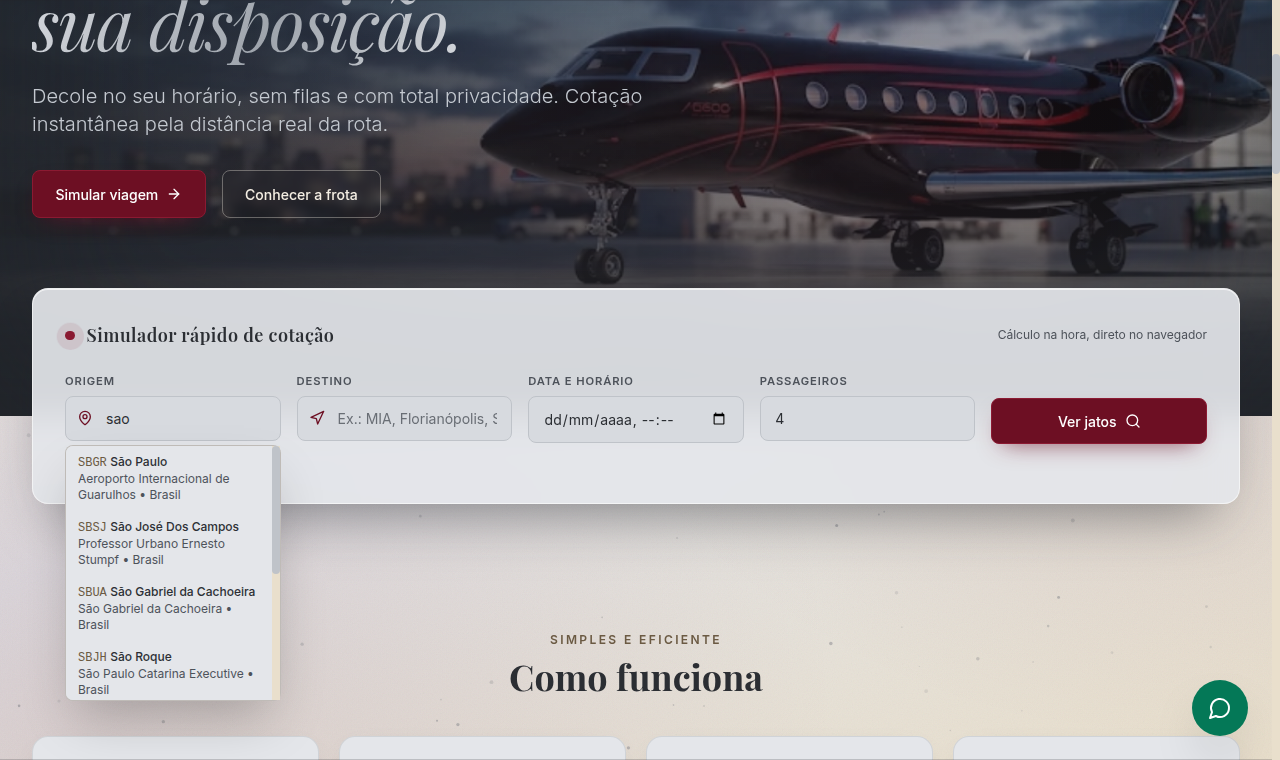 sua disposição.
Decole no seu horário, sem filas e com total privacidade. Cotação
instantânea pela distância real da rota.
Simular viagem
Conhecer a frota
Simulador rápido de cotação
Cálculo na hora, direto no navegador
ORIGEM
DESTINO
DATA E HORÁRIO
PASSAGEIROS
sao
Ex.: MIA, Florianópolis, S
dd/mm/aaaa, --:--
4
Ver jatos
SBGR São Paulo
Aeroporto Internacional de
Guarulhos • Brasil
SBSJ São José Dos Campos
Professor Urbano Ernesto
Stumpf • Brasil
SBUA São Gabriel da Cachoeira
São Gabriel da Cachoeira •
Brasil
SBJH São Roque
São Paulo Catarina Executive •
Brasil
SIMPLES E EFICIENTE
Como funciona